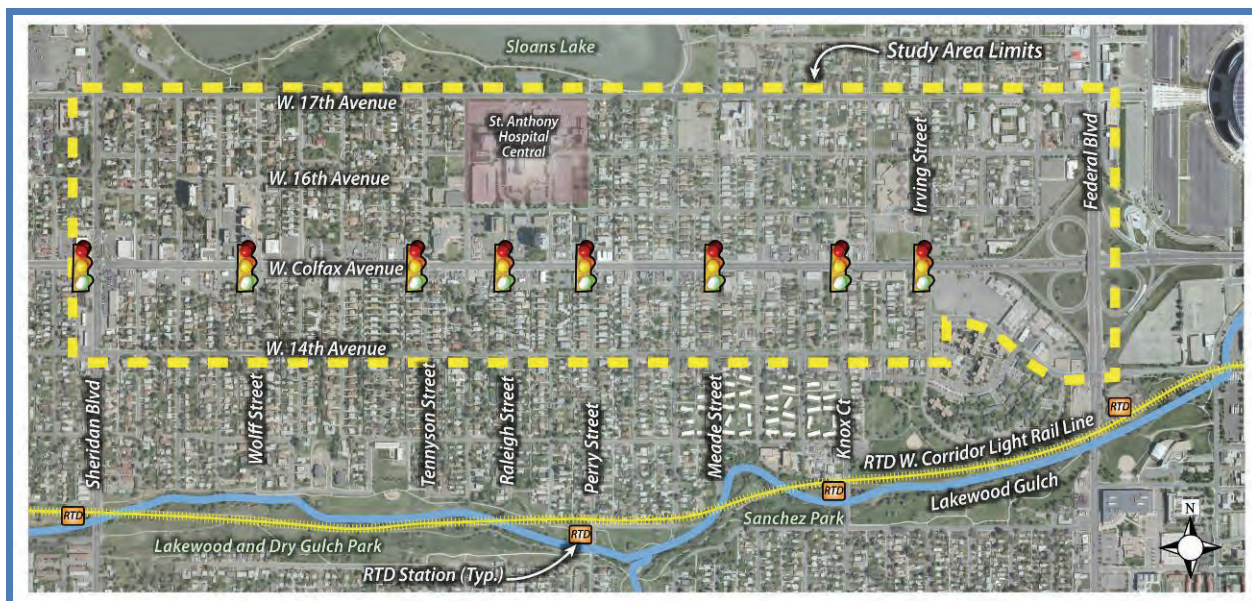 Sloans Lake
Study Area Limits
W. 17th Avenue
St. Anthony
Hospital
Central
Federal Blvd
Irving Street
W. 16th Avenue
W. Colfax Avenue
W. 14th Avenue
Sheridan Blvd
Wolff Street
Tennyson Street
Raleigh Street
Perry Street
Meade Street
Knox Ct
RTD
RTD W. Corridor Light Rail Line
RTD
Lakewood Gulch
RTD
Sanchez Park
N
RTD
Lakewood and Dry Gulch Park
RTD Station (Typ.)